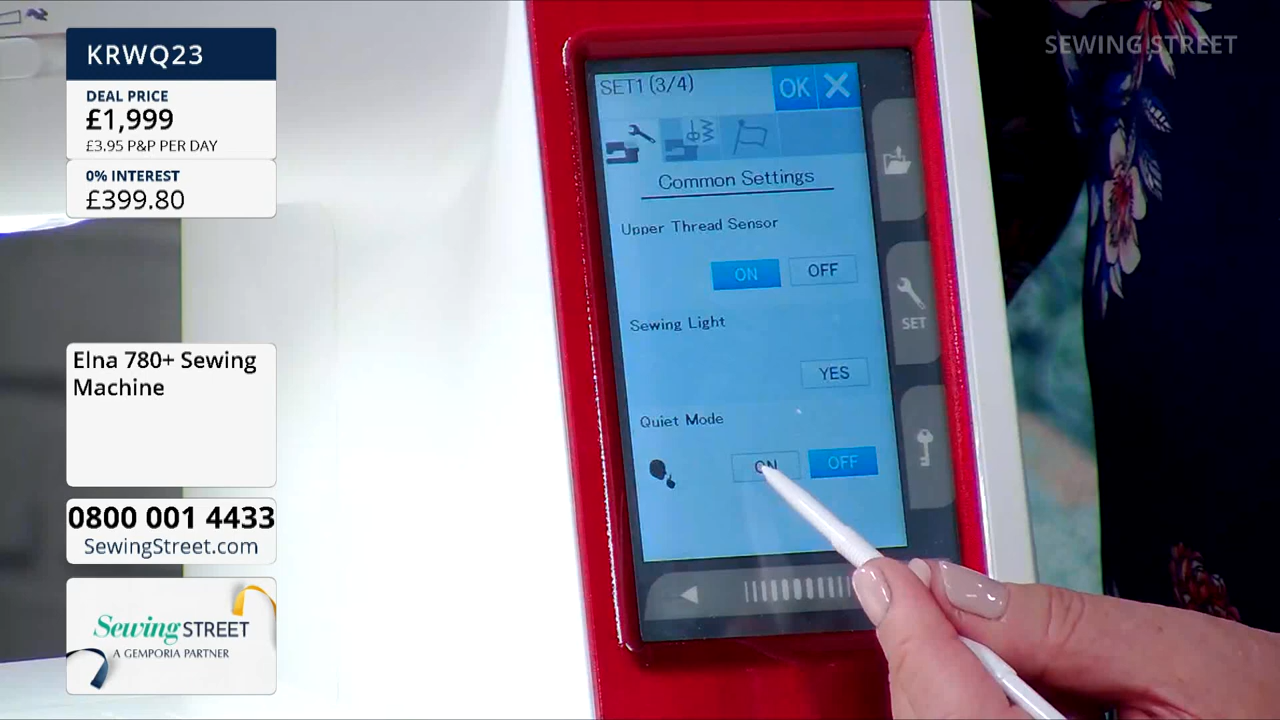 KRWQ23
DEAL PRICE
£1,999
£3.95 P&P PER DAY
0% INTEREST
£399.80
Elna 780+ Sewing
Machine
0800 001 4433
SewingStreet.com
Sewing STREET
A GEMPORIA PARTNER
SEWING STREET
SET1 (3/4)
OK
Common Settings
Upper Thread Sensor
ON OFF
Sewing Light
YES
Quiet Mode
ON OFF
SET